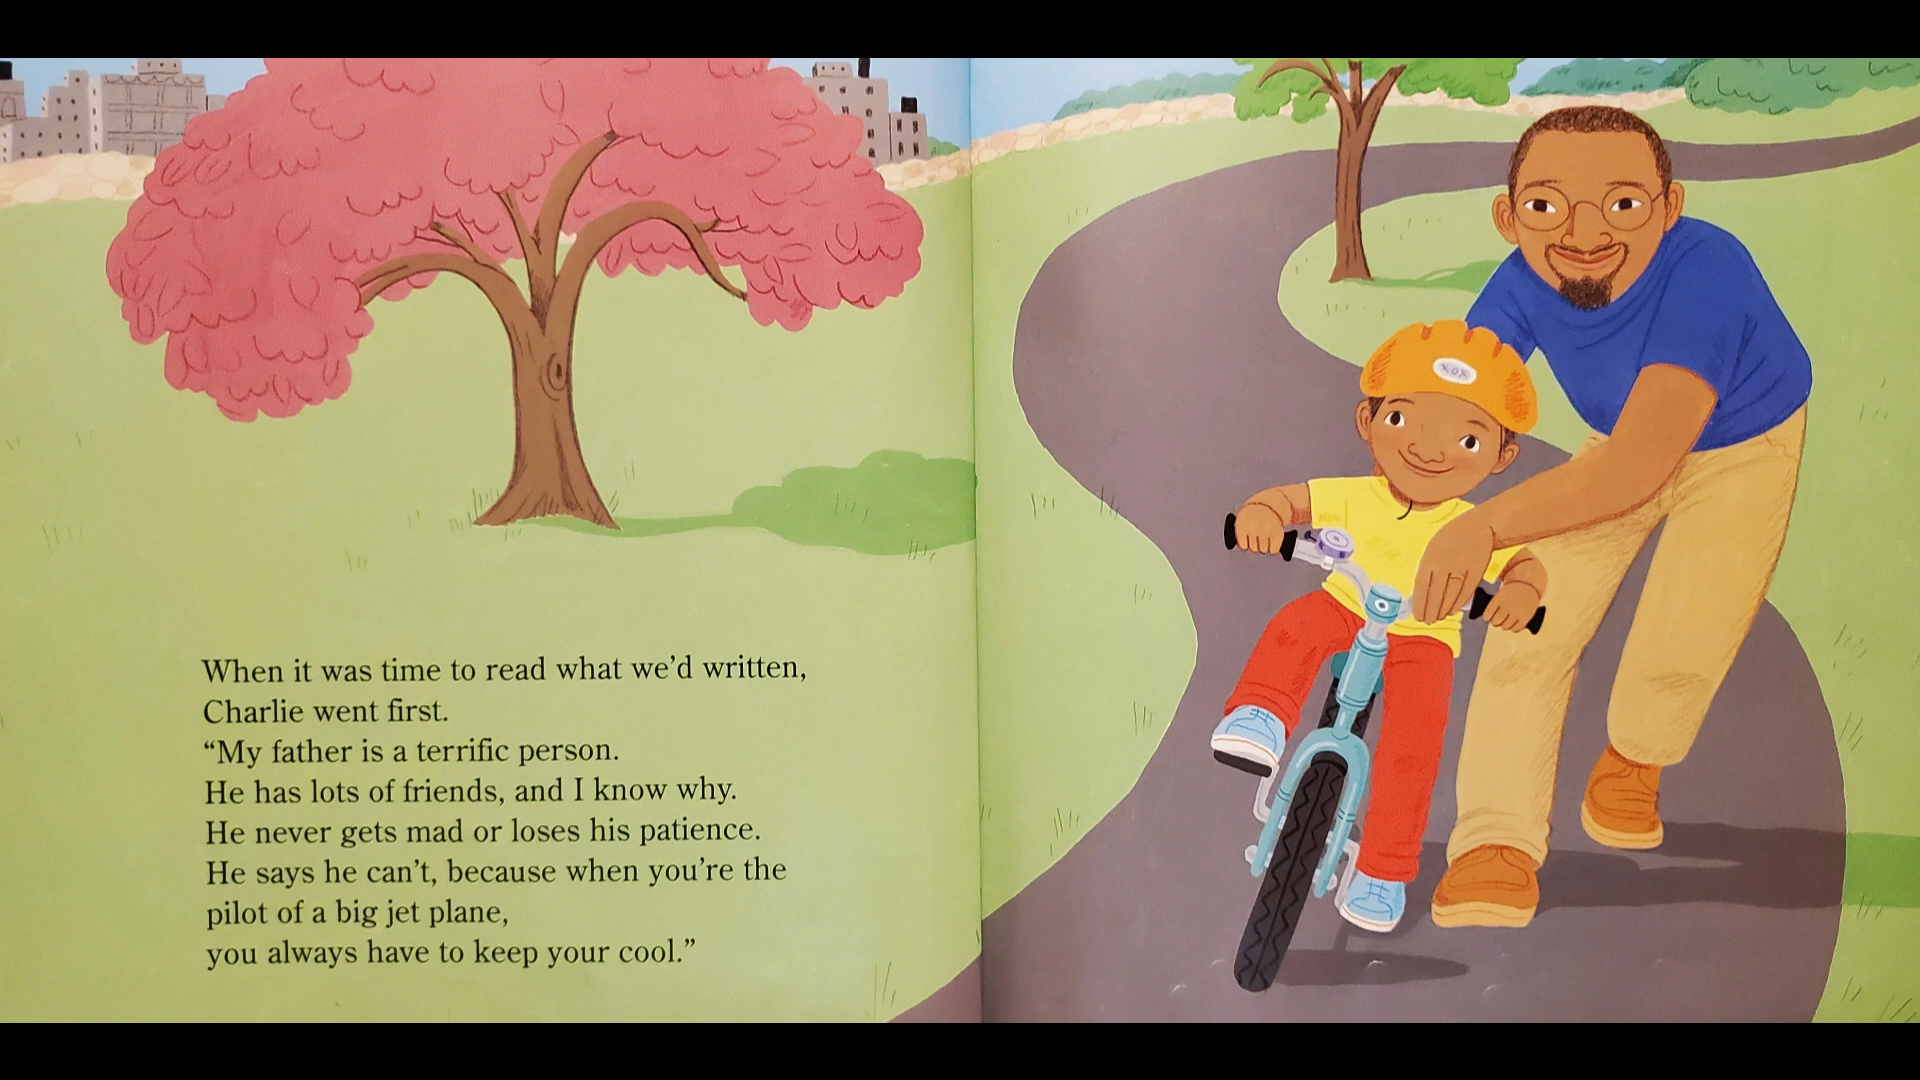 When it was time to read what we’d written,
Charlie went first.
“My father is a terrific person.
He has lots of friends, and I know why.
He never gets mad or loses his patience.
He says he can’t, because when you’re the
pilot of a big jet plane,
you always have to keep your cool.”
XOX